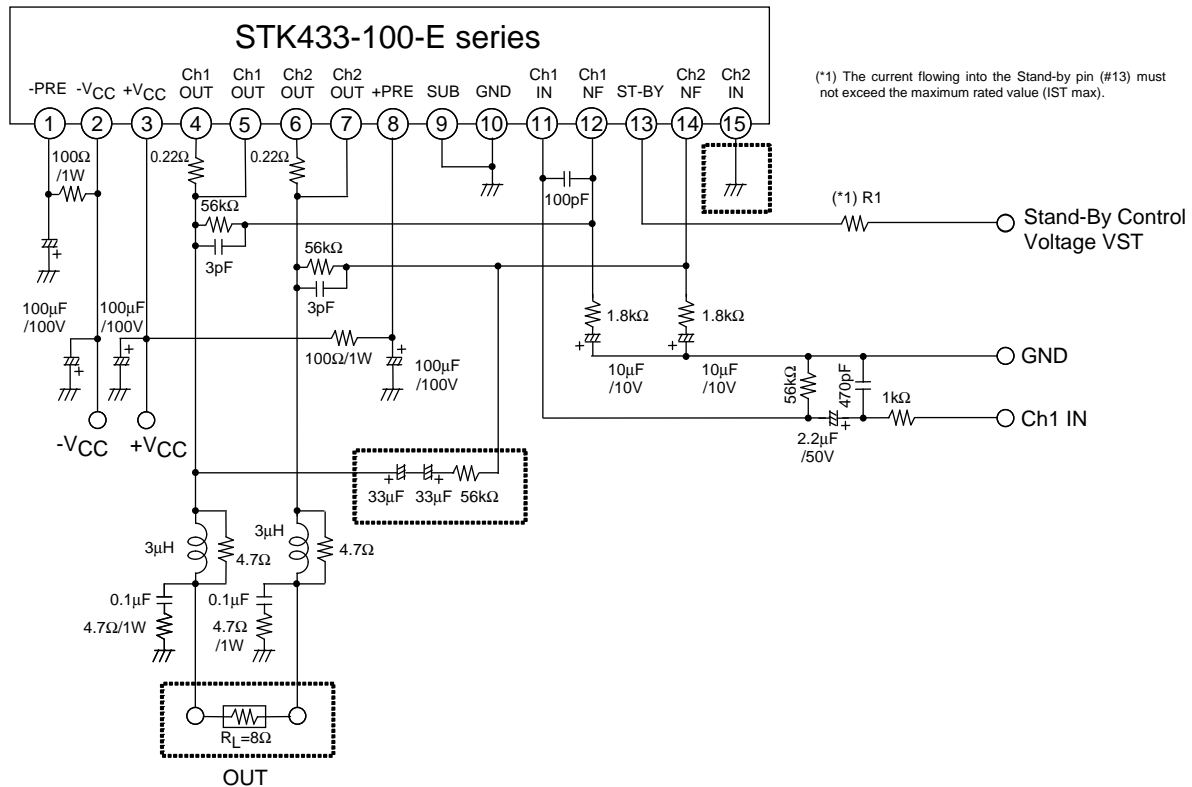 STK433-100-E series
(*1) The current flowing into the Stand-by pin (#13) must
not exceed the maximum rated value (IST max).
-PRE -VCC +VCC Ch1 OUT Ch1 OUT Ch2 OUT Ch2 OUT +PRE SUB GND Ch1 IN Ch1 NF ST-BY Ch2 NF Ch2 IN
1 2 3 4 5 6 7 8 9 10 11 12 13 14 15
100Ω
/1W
0.22Ω
0.22Ω
100pF
(*1) R1
Stand-By Control
Voltage VST
56kΩ
3pF
56kΩ
3pF
+
100μF
/100V
100μF
/100V
+
+
100Ω/1W
+
100μF
/100V
1.8kΩ
1.8kΩ
+
+
10μF
/10V
10μF
/10V
GND
56kΩ
470pF
1kΩ
Ch1 IN
- +
2.2μF
/50V
-VCC
+VCC
+ +
33μF 33μF 56kΩ
3μH
4.7Ω
3μH
4.7Ω
0.1μF
4.7Ω/1W
0.1μF
4.7Ω
/1W
RL=8Ω
OUT